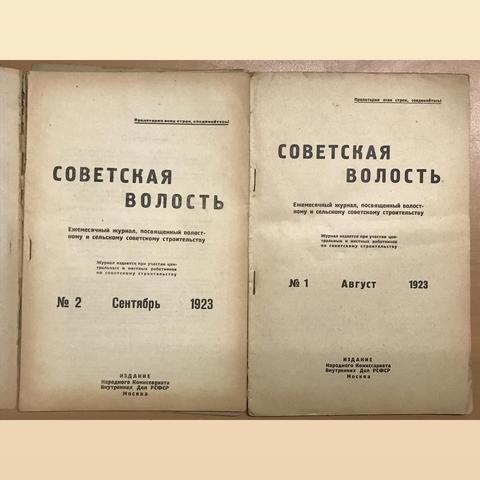 Пролетарии всех стран, соединяйтесь!
СОВЕТСКАЯ
ВОЛОСТЬ
Ежемесячный журнал, посвященный волост-
ному и сельскому советскому строительству
Журнал издается при участии цен-
тральных и местных работников
по советскому строительству
№ 2 Сентябрь 1923
ИЗДАНИЕ
Народного Комиссариата
Внутренних Дел РСФСР
Москва
Пролетарии всех стран, соединяйтесь!
СОВЕТСКАЯ
ВОЛОСТЬ
Ежемесячный журнал, посвященный волост-
ному и сельскому советскому строительству
Журнал издается при участии цен-
тральных и местных работников
по советскому строительству
№ 1 Август 1923
ИЗДАНИЕ
Народного Комиссариата
Внутренних Дел РСФСР
Москва